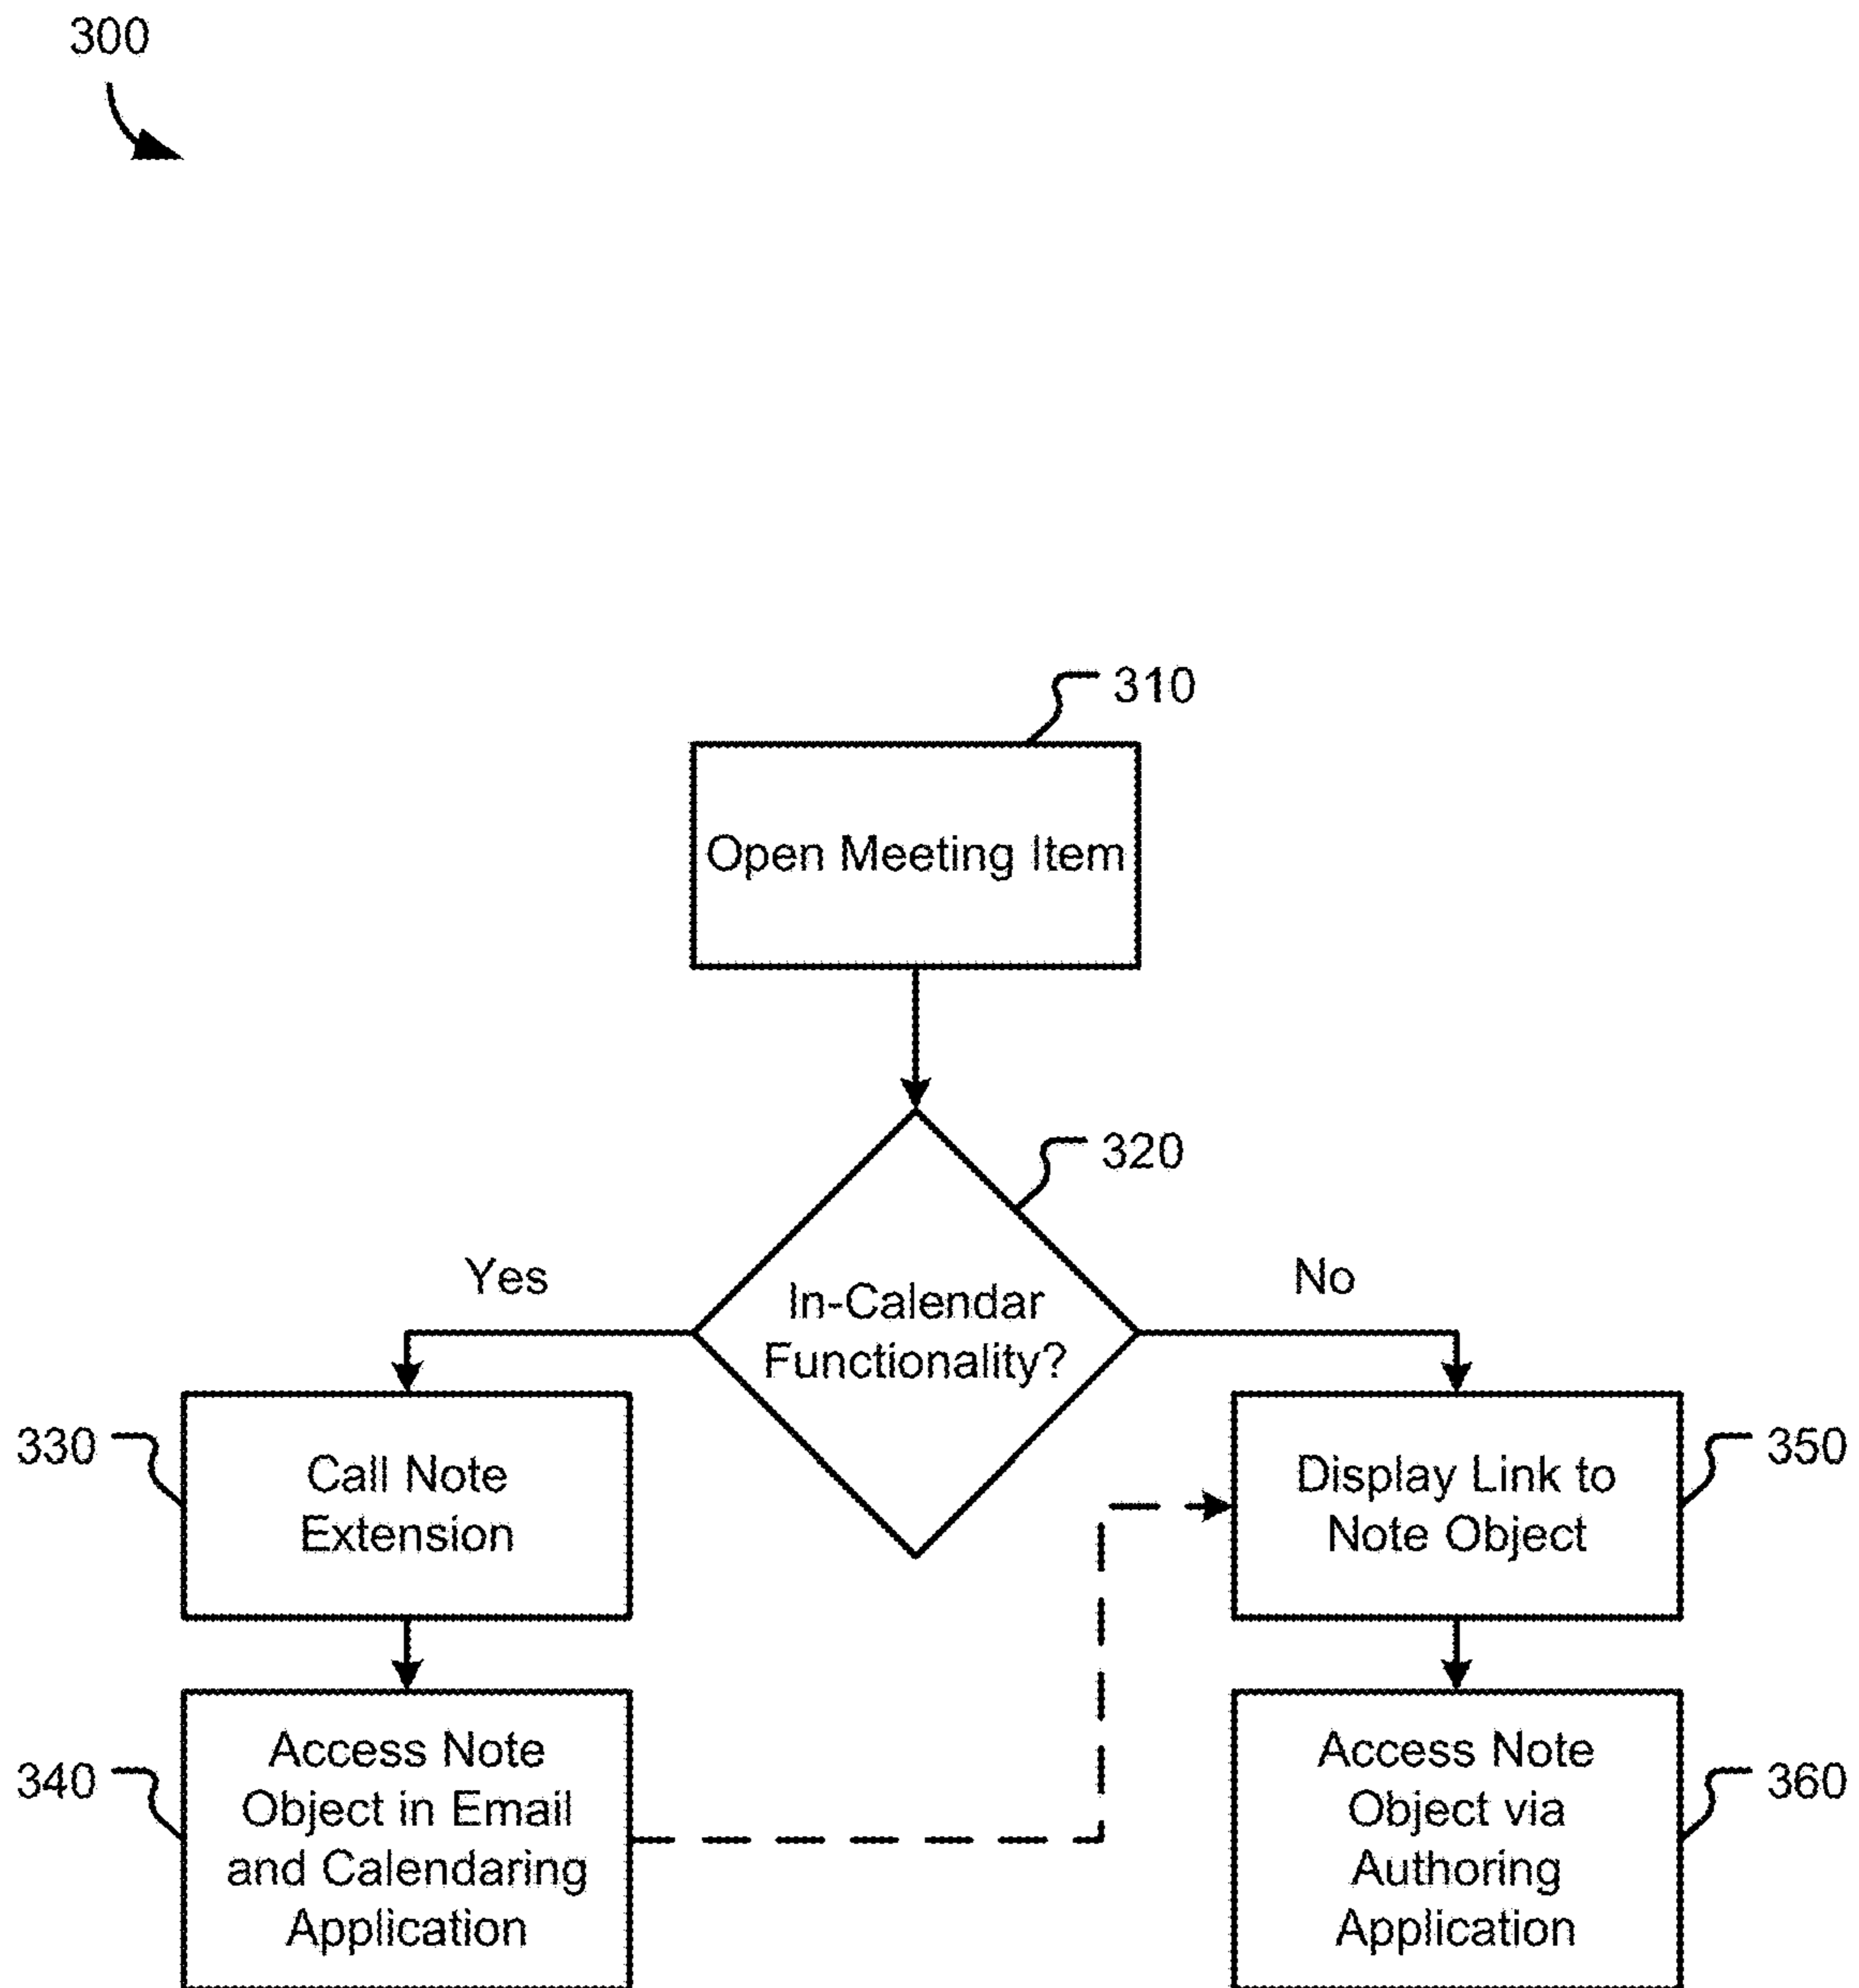 300
310
Open Meeting Item
320
Yes
No
In-Calendar
Functionality?
330
Call Note
Extension
350
Display Link to
Note Object
340
Access Note
Object in Email
and Calendaring
Application
360
Access Note
Object via
Authoring
Application